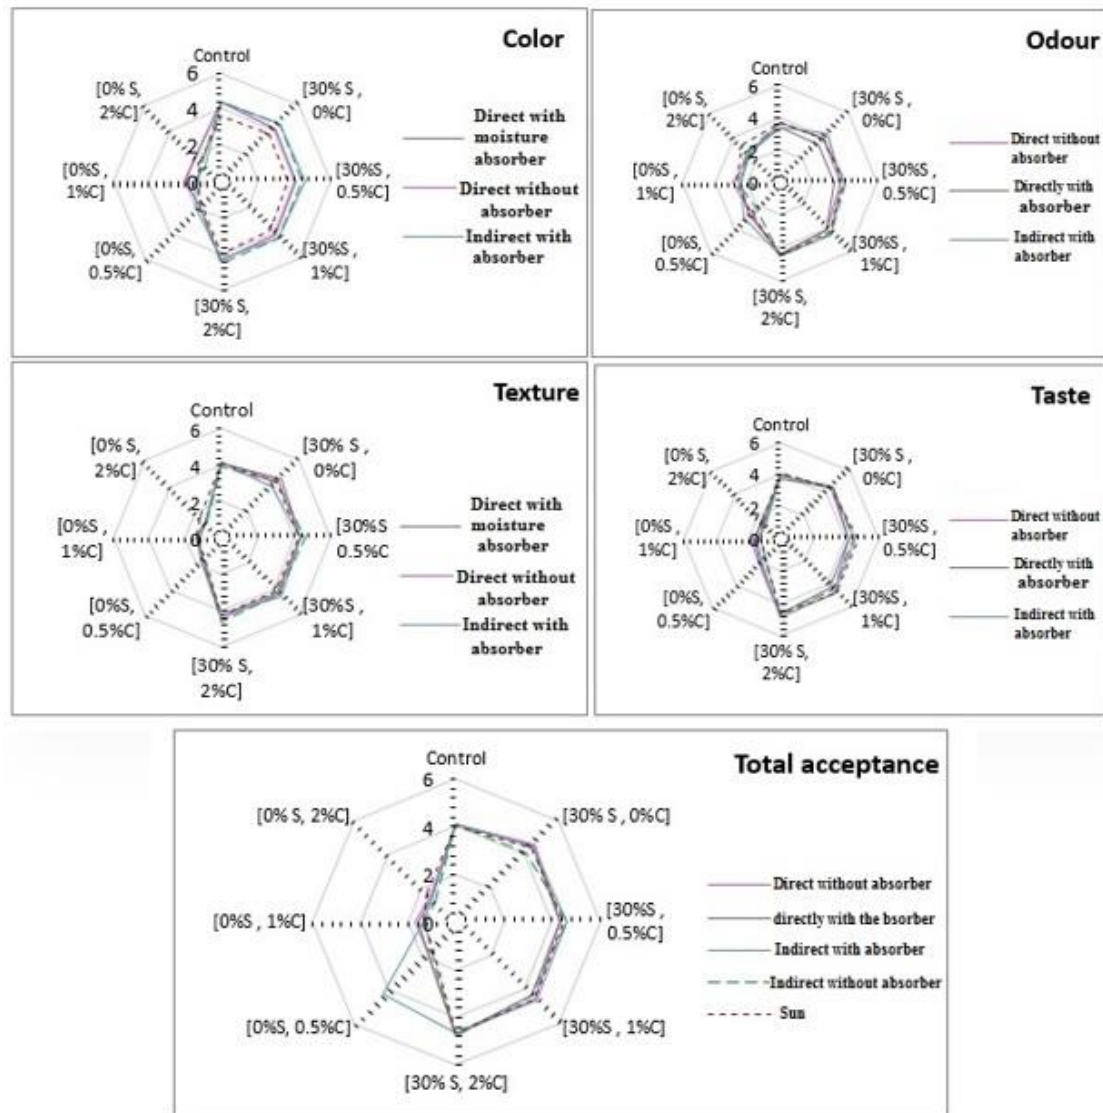 Color
Control
6
4
2
0
[30% S ,
0%C]
[30%S ,
0.5%C]
[30%S ,
1%C]
[30% S,
2%C]
[0%S,
0.5%C]
[0%S ,
1%C]
[0% S,
2%C]
Direct with
moisture
absorber
Direct without
absorber
Indirect with
absorber
Odour
Control
6
4
2
0
[30% S ,
0%C]
[30%S ,
0.5%C]
[30%S ,
1%C]
[30% S,
2%C]
[0%S,
0.5%C]
[0%S ,
1%C]
[0% S,
2%C]
Direct without
absorber
Directly with
absorber
Indirect with
absorber
Texture
Control
6
4
2
0
[30% S ,
0%C]
[30%S
0.5%C
[30%S ,
1%C]
[30% S,
2%C]
[0%S,
0.5%C]
[0%S ,
1%C]
[0% S,
2%C]
Direct with
moisture
absorber
Direct without
absorber
Indirect with
absorber
Taste
Control
6
4
2
0
[30% S ,
0%C]
[30%S ,
0.5%C]
[30%S ,
1%C]
[30% S,
2%C]
[0%S,
0.5%C]
[0%S ,
1%C]
[0% S,
2%C]
Direct without
absorber
Directly with
absorber
Indirect with
absorber
Total acceptance
Control
6
4
2
0
[30% S , 0%C]
[30%S ,
0.5%C]
[30%S , 1%C]
[30% S, 2%C]
[0%S, 0.5%C]
[0%S , 1%C]
[0% S, 2%C]
Direct without absorber
directly with the bsorber
Indirect with absorber
Indirect without absorber
Sun